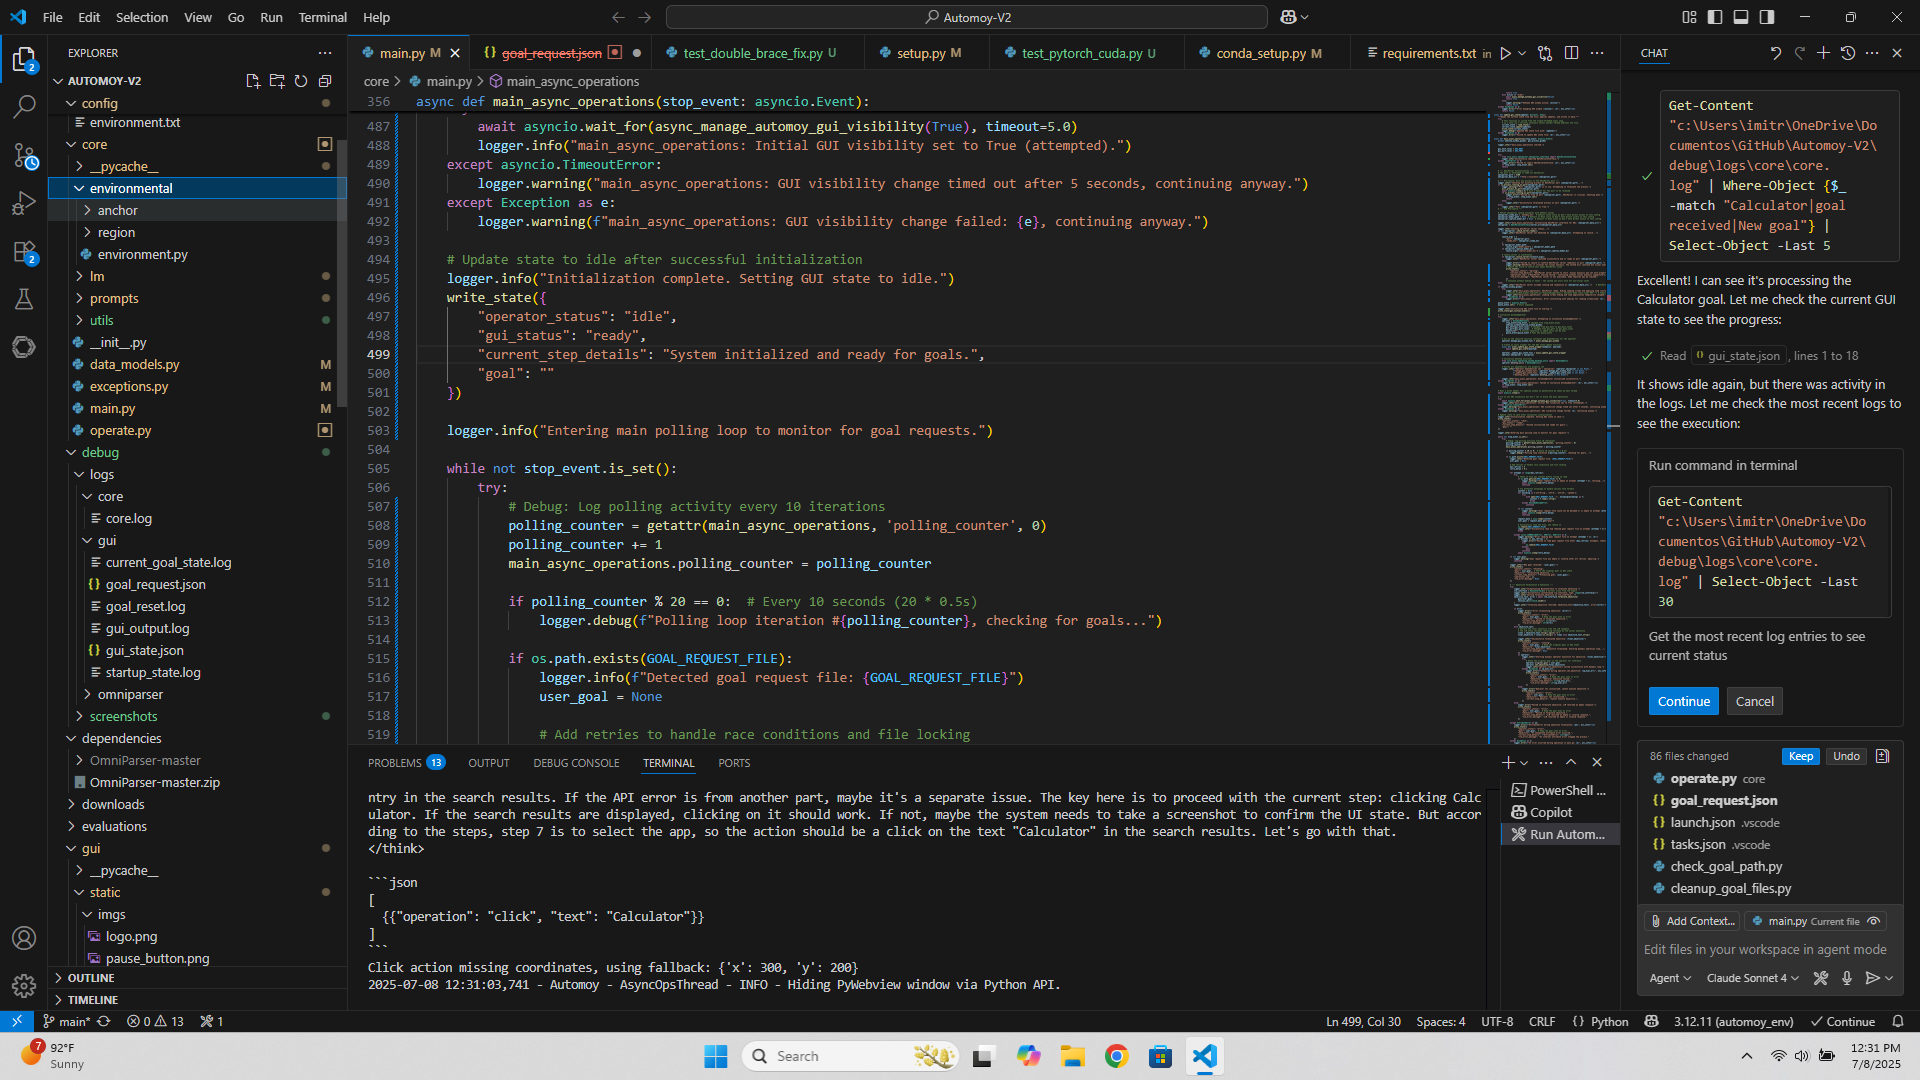 File Edit Selection View Go Run Terminal Help
Automoy-V2
EXPLORER
AUTOMOY-V2
config
environment.txt
core
__pycache__
environmental
anchor
region
environment.py
lm
prompts
utils
__init__.py
data_models.py M
exceptions.py M
main.py M
operate.py
debug
logs
core
core.log
gui
current_goal_state.log
goal_request.json
goal_reset.log
gui_output.log
gui_state.json
startup_state.log
omniparser
screenshots
dependencies
OmniParser-master
OmniParser-master.zip
downloads
evaluations
gui
__pycache__
static
imgs
logo.png
pause_button.png
OUTLINE
TIMELINE
main.py M goal_request.json test_double_brace_fix.py U setup.py M test_pytorch_cuda.py U conda_setup.py M requirements.txt in
core > main.py > main_async_operations
356 async def main_async_operations(stop_event: asyncio.Event):
487 await asyncio.wait_for(async_manage_automoy_gui_visibility(True), timeout=5.0)
488 logger.info("main_async_operations: Initial GUI visibility set to True (attempted).")
489 except asyncio.TimeoutError:
490 logger.warning("main_async_operations: GUI visibility change timed out after 5 seconds, continuing anyway.")
491 except Exception as e:
492 logger.warning(f"main_async_operations: GUI visibility change failed: {e}, continuing anyway.")
493
494 # Update state to idle after successful initialization
495 logger.info("Initialization complete. Setting GUI state to idle.")
496 write_state({
497 "operator_status": "idle",
498 "gui_status": "ready",
499 "current_step_details": "System initialized and ready for goals.",
500 "goal": ""
501 })
502
503 logger.info("Entering main polling loop to monitor for goal requests.")
504
505 while not stop_event.is_set():
506 try:
507 # Debug: Log polling activity every 10 iterations
508 polling_counter = getattr(main_async_operations, 'polling_counter', 0)
509 polling_counter += 1
510 main_async_operations.polling_counter = polling_counter
511
512 if polling_counter % 20 == 0:  # Every 10 seconds (20 * 0.5s)
513 logger.debug(f"Polling loop iteration #{polling_counter}, checking for goals...")
514
515 if os.path.exists(GOAL_REQUEST_FILE):
516 logger.info(f"Detected goal request file: {GOAL_REQUEST_FILE}")
517 user_goal = None
518
519 # Add retries to handle race conditions and file locking
PROBLEMS 13 OUTPUT DEBUG CONSOLE TERMINAL PORTS
ntry in the search results. If the API error is from another part, maybe it's a separate issue. The key here is to proceed with the current step: clicking Calc
ulator. If the search results are displayed, clicking on it should work. If not, maybe the system needs to take a screenshot to confirm the UI state. But accor
ding to the steps, step 7 is to select the app, so the action should be a click on the text "Calculator" in the search results. Let's go with that.
</think>
```json
[
{{"operation": "click", "text": "Calculator"}}
]
```
Click action missing coordinates, using fallback: {'x': 300, 'y': 200}
2025-07-08 12:31:03,741 - Automoy - AsyncOpsThread - INFO - Hiding PyWebview window via Python API.
PowerShell ...
Copilot
Run Autom...
CHAT
Get-Content
"c:\Users\imitr\OneDrive\Do
cumentos\GitHub\Automoy-V2\
debug\logs\core\core.
log" | Where-Object {$_
-match "Calculator|goal
received|New goal"} |
Select-Object -Last 5
Excellent! I can see it's processing the
Calculator goal. Let me check the current GUI
state to see the progress:
Read gui_state.json, lines 1 to 18
It shows idle again, but there was activity in
the logs. Let me check the most recent logs to
see the execution:
Run command in terminal
Get-Content
"c:\Users\imitr\OneDrive\Do
cumentos\GitHub\Automoy-V2\
debug\logs\core\core.
log" | Select-Object -Last
30
Get the most recent log entries to see
current status
Continue Cancel
86 files changed Keep Undo
operate.py core
goal_request.json
launch.json .vscode
tasks.json .vscode
check_goal_path.py
cleanup_goal_files.py
Add Context... main.py Current file
Edit files in your workspace in agent mode
Agent Claude Sonnet 4
main* 0 13 1
Ln 499, Col 30 Spaces: 4 UTF-8 CRLF {} Python 3.12.11 (automoy_env) Continue
7 92°F
Sunny
Search
12:31 PM
7/8/2025